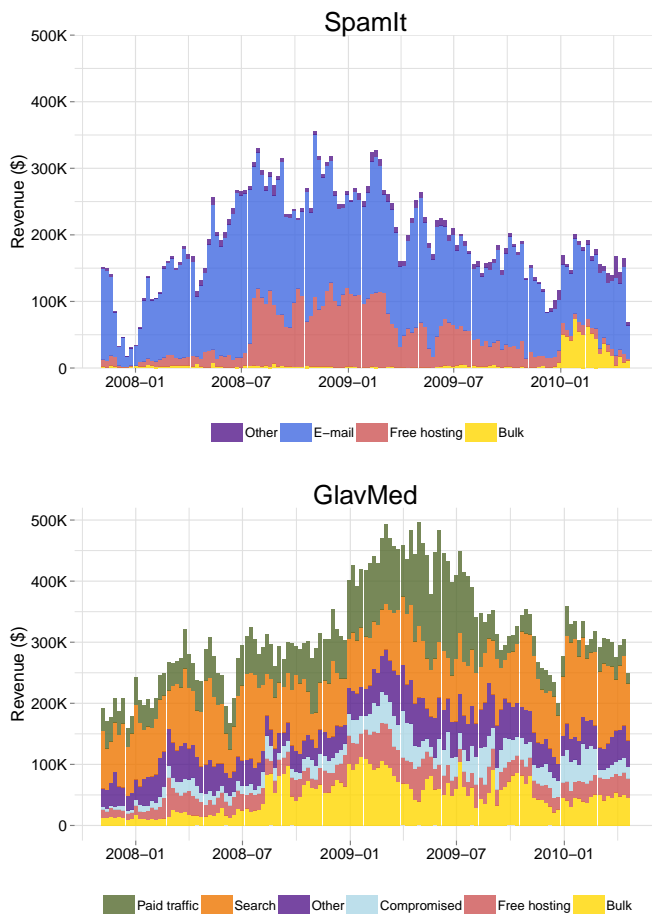 SpamIt
500K
400K
300K
200K
100K
0
Revenue ($)
2008−01 2008−07 2009−01 2009−07 2010−01
Other E−mail Free hosting Bulk
GlavMed
500K
400K
300K
200K
100K
0
Revenue ($)
2008−01 2008−07 2009−01 2009−07 2010−01
Paid traffic Search Other Compromised Free hosting Bulk